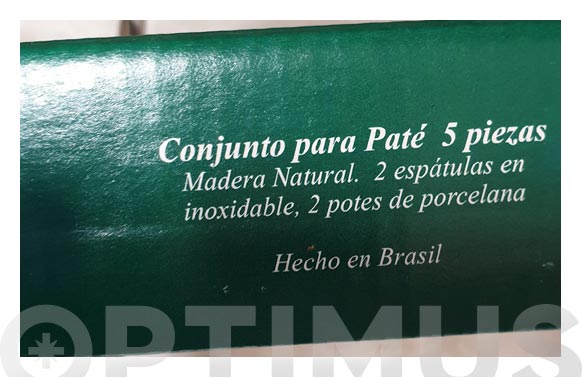 Conjunto para Paté 5 piezas
Madera Natural. 2 espátulas en
inoxidable, 2 potes de porcelana
Hecho en Brasil
OPTIMUS